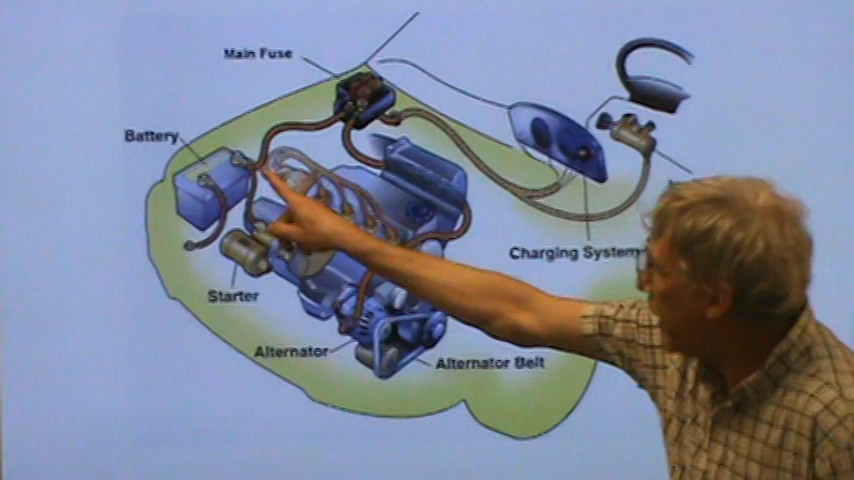 Main Fuse
Battery
Charging System
Starter
Alternator
Alternator Belt